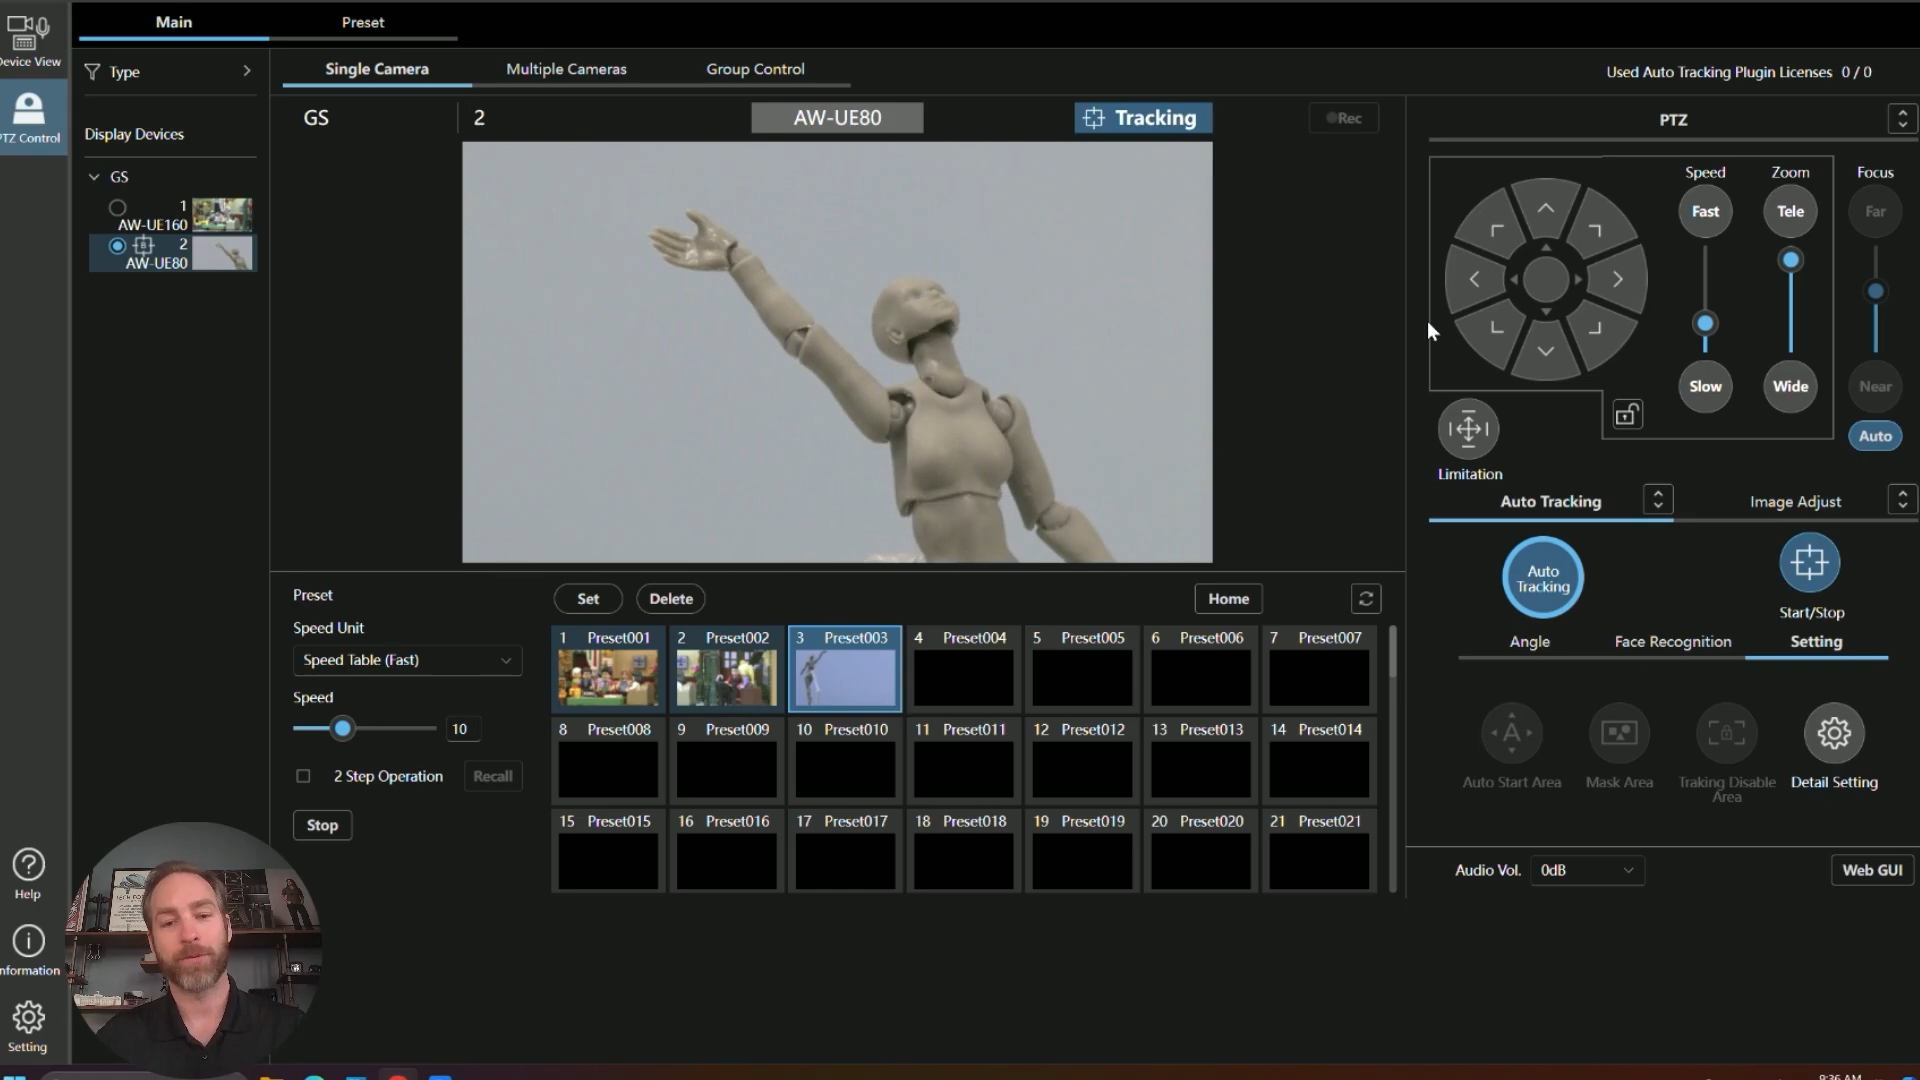 Main
Preset
Device View
PTZ Control
Type
Display Devices
GS
1
AW-UE160
2
AW-UE80
Single Camera
Multiple Cameras
Group Control
Used Auto Tracking Plugin Licenses 0 / 0
GS
2
AW-UE80
Tracking
Rec
PTZ
Speed
Zoom
Focus
Fast
Tele
Far
Slow
Wide
Near
Auto
Limitation
Auto Tracking
Image Adjust
Auto
Tracking
Start/Stop
Angle
Face Recognition
Setting
Auto Start Area
Mask Area
Traking Disable
Area
Detail Setting
Audio Vol.
0dB
Web GUI
Preset
Set
Delete
Home
Speed Unit
Speed Table (Fast)
Speed
10
2 Step Operation
Recall
Stop
1 Preset001
2 Preset002
3 Preset003
4 Preset004
5 Preset005
6 Preset006
7 Preset007
8 Preset008
9 Preset009
10 Preset010
11 Preset011
12 Preset012
13 Preset013
14 Preset014
15 Preset015
16 Preset016
17 Preset017
18 Preset018
19 Preset019
20 Preset020
21 Preset021
Help
nformation
Setting
9:36 AM